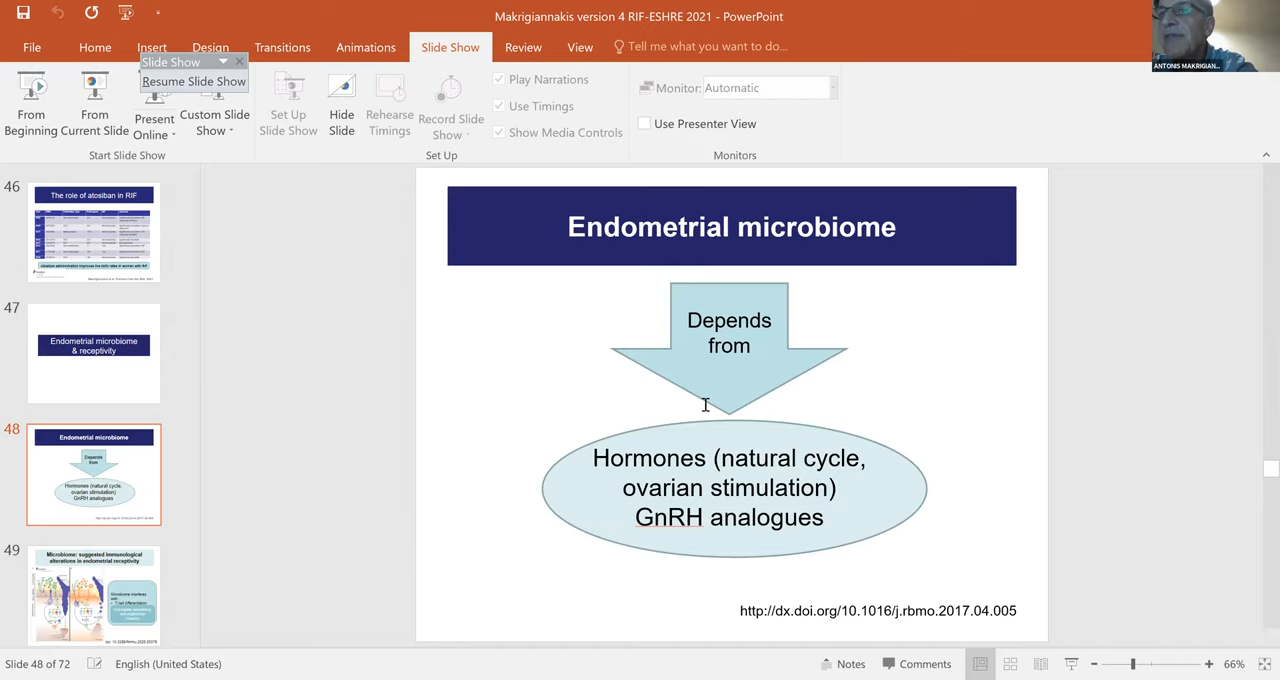 Makrigiannakis version 4 RIF-ESHRE 2021 - PowerPoint
ANTONIS MAKRIGIAN...
File Home Insert Design Transitions Animations Slide Show Review View Tell me what you want to do...
Slide Show
Resume Slide Show
From Beginning
From Current Slide
Present Online
Custom Slide Show
Start Slide Show
Set Up Slide Show
Hide Slide
Rehearse Timings
Record Slide Show
Play Narrations
Use Timings
Show Media Controls
Set Up
Monitor: Automatic
Use Presenter View
Monitors
46
The role of atosiban in RIF
47
Endometrial microbiome
& receptivity
48
Endometrial microbiome
Depends
from
Hormones (natural cycle,
ovarian stimulation)
GnRH analogues
49
Microbiome: suggested immunological
alterations in endometrial receptivity
Endometrial microbiome
Depends
from
Hormones (natural cycle,
ovarian stimulation)
GnRH analogues
http://dx.doi.org/10.1016/j.rbmo.2017.04.005
Slide 48 of 72 English (United States) Notes Comments 66%